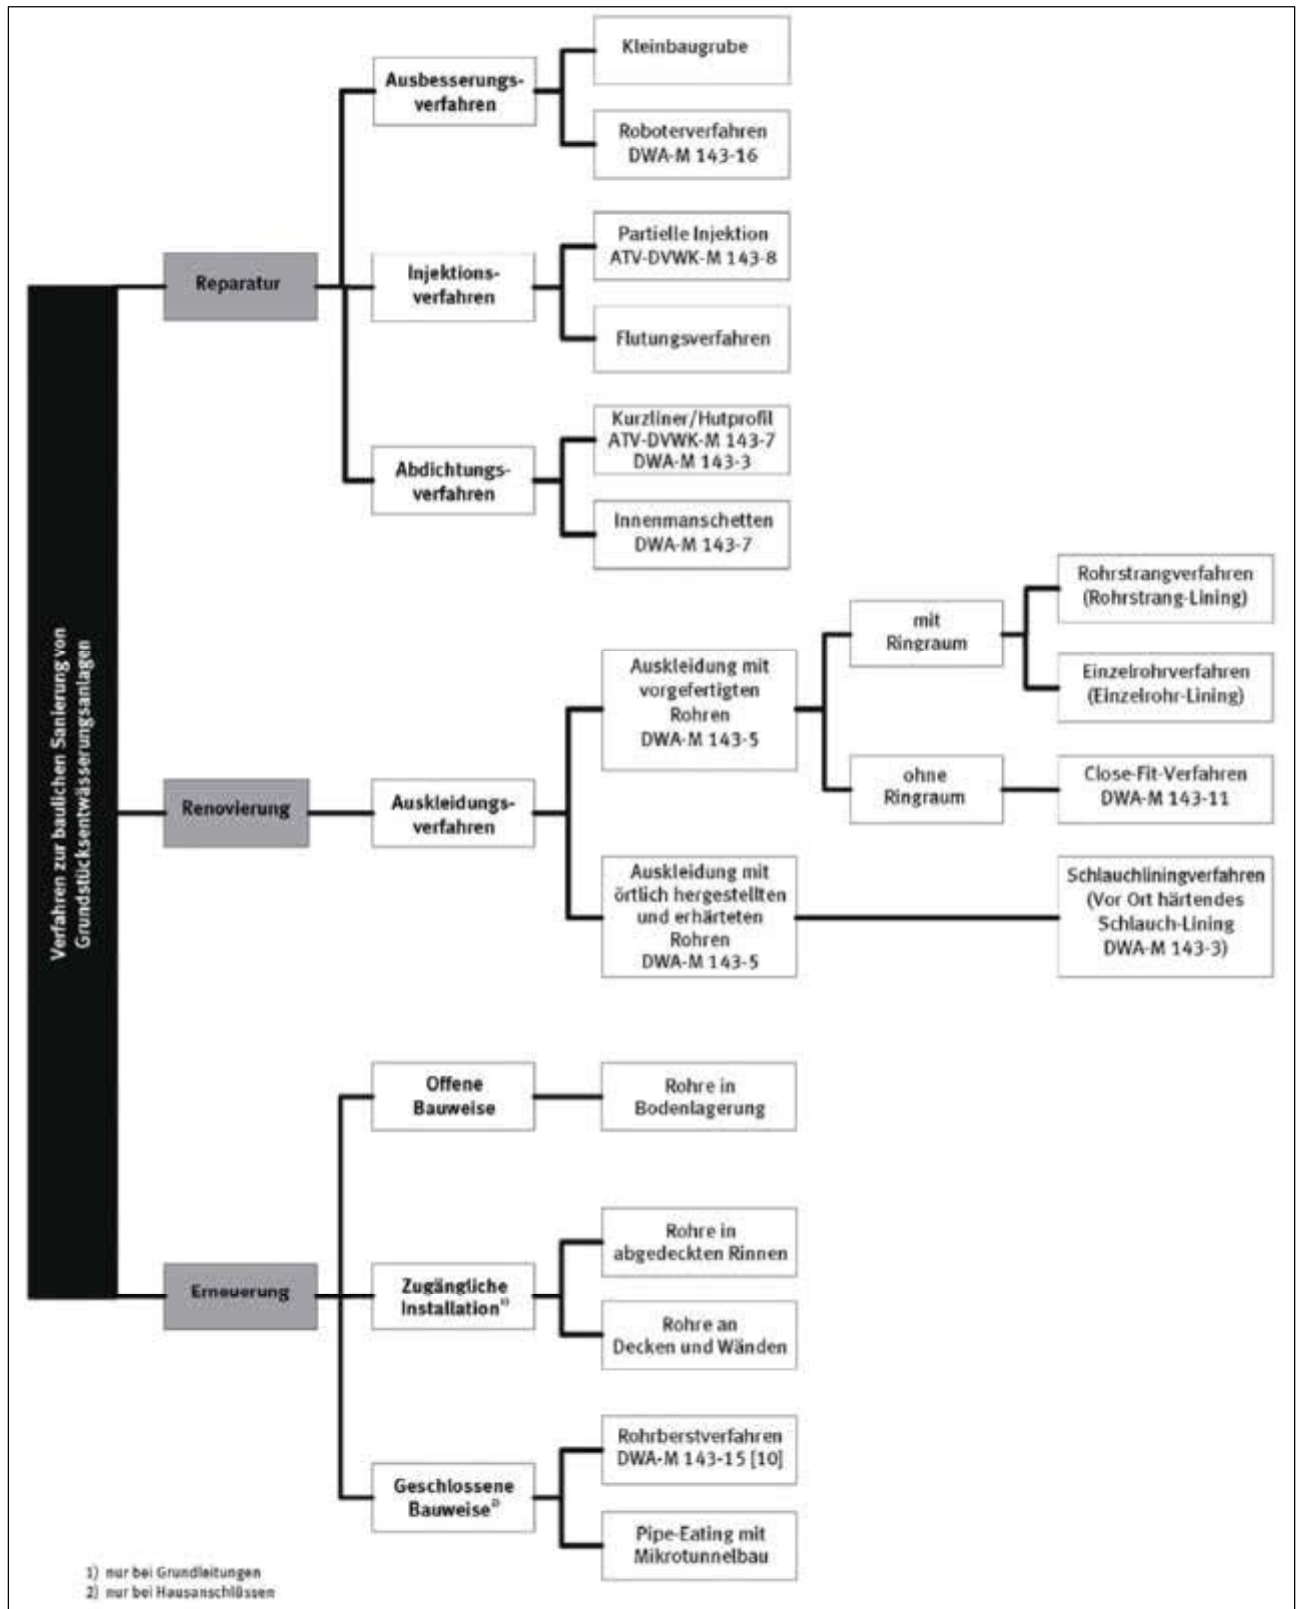 Verfahren zur baulichen Sanierung von
Grundstücksentwässerungsanlagen
Reparatur
Ausbesserungs-
verfahren
Kleinbaugrube
Roboterverfahren
DWA-M 143-16
Injektions-
verfahren
Partielle Injektion
ATV-DVWK-M 143-8
Flutungsverfahren
Abdichtungs-
verfahren
Kurzliner/Hutprofil
ATV-DVWK-M 143-7
DWA-M 143-3
Innenmanschetten
DWA-M 143-7
Renovierung
Auskleidungs-
verfahren
Auskleidung mit
vorgefertigten
Rohren
DWA-M 143-5
mit
Ringraum
Rohrstrangverfahren
(Rohrstrang-Lining)
Einzelrohrverfahren
(Einzelrohr-Lining)
ohne
Ringraum
Close-Fit-Verfahren
DWA-M 143-11
Auskleidung mit
örtlich hergestellten
und erhärteten
Rohren
DWA-M 143-5
Schlauchliningverfahren
(Vor Ort härtendes
Schlauch-Lining
DWA-M 143-3)
Erneuerung
Offene
Bauweise
Rohre in
Bodenlagerung
Zugängliche
Installation¹⁾
Rohre in
abgedeckten Rinnen
Rohre an
Decken und Wänden
Geschlossene
Bauweise²⁾
Rohrberstverfahren
DWA-M 143-15 [10]
Pipe-Eating mit
Mikrotunnelbau
1) nur bei Grundleitungen
2) nur bei Hausanschlüssen